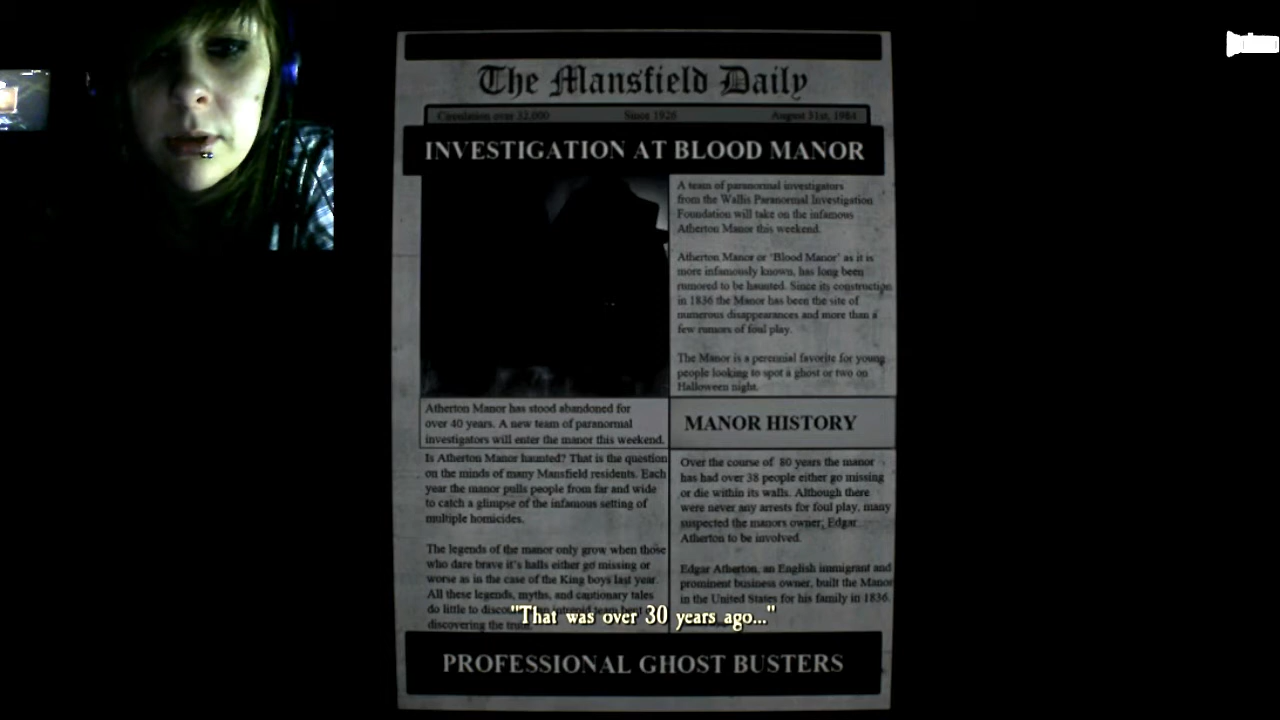 The Mansfield Daily
Circulation over 32,000 Since 1926 August 31st, 1984
INVESTIGATION AT BLOOD MANOR
A team of paranormal investigators
from the Wallis Paranormal Investigation
Foundation will take on the infamous
Atherton Manor this weekend.
Atherton Manor or 'Blood Manor' as it is
more infamously known, has long been
rumored to be haunted. Since its construction
in 1836 the Manor has been the site of
numerous disappearances and more than a
few rumors of foul play.
The Manor is a perennial favorite for young
people looking to spot a ghost or two on
Halloween night.
Atherton Manor has stood abandoned for
over 40 years. A new team of paranormal
investigators will enter the manor this weekend.
Is Atherton Manor haunted? That is the question
on the minds of many Mansfield residents. Each
year the manor pulls people from far and wide
to catch a glimpse of the infamous setting of
multiple homicides.
The legends of the manor only grow when those
who dare brave it's halls either go missing or
worse as in the case of the King boys last year.
All these legends, myths, and cautionary tales
do little to
discovering the truth.
MANOR HISTORY
Over the course of 80 years the manor
has had over 38 people either go missing
or die within its walls. Although there
were never any arrests for foul play, many
suspected the manors owner, Edgar
Atherton to be involved.
Edgar Atherton, an English immigrant and
prominent business owner, built the Manor
in the United States for his family in 1836.
"That was over 30 years ago..."
PROFESSIONAL GHOST BUSTERS